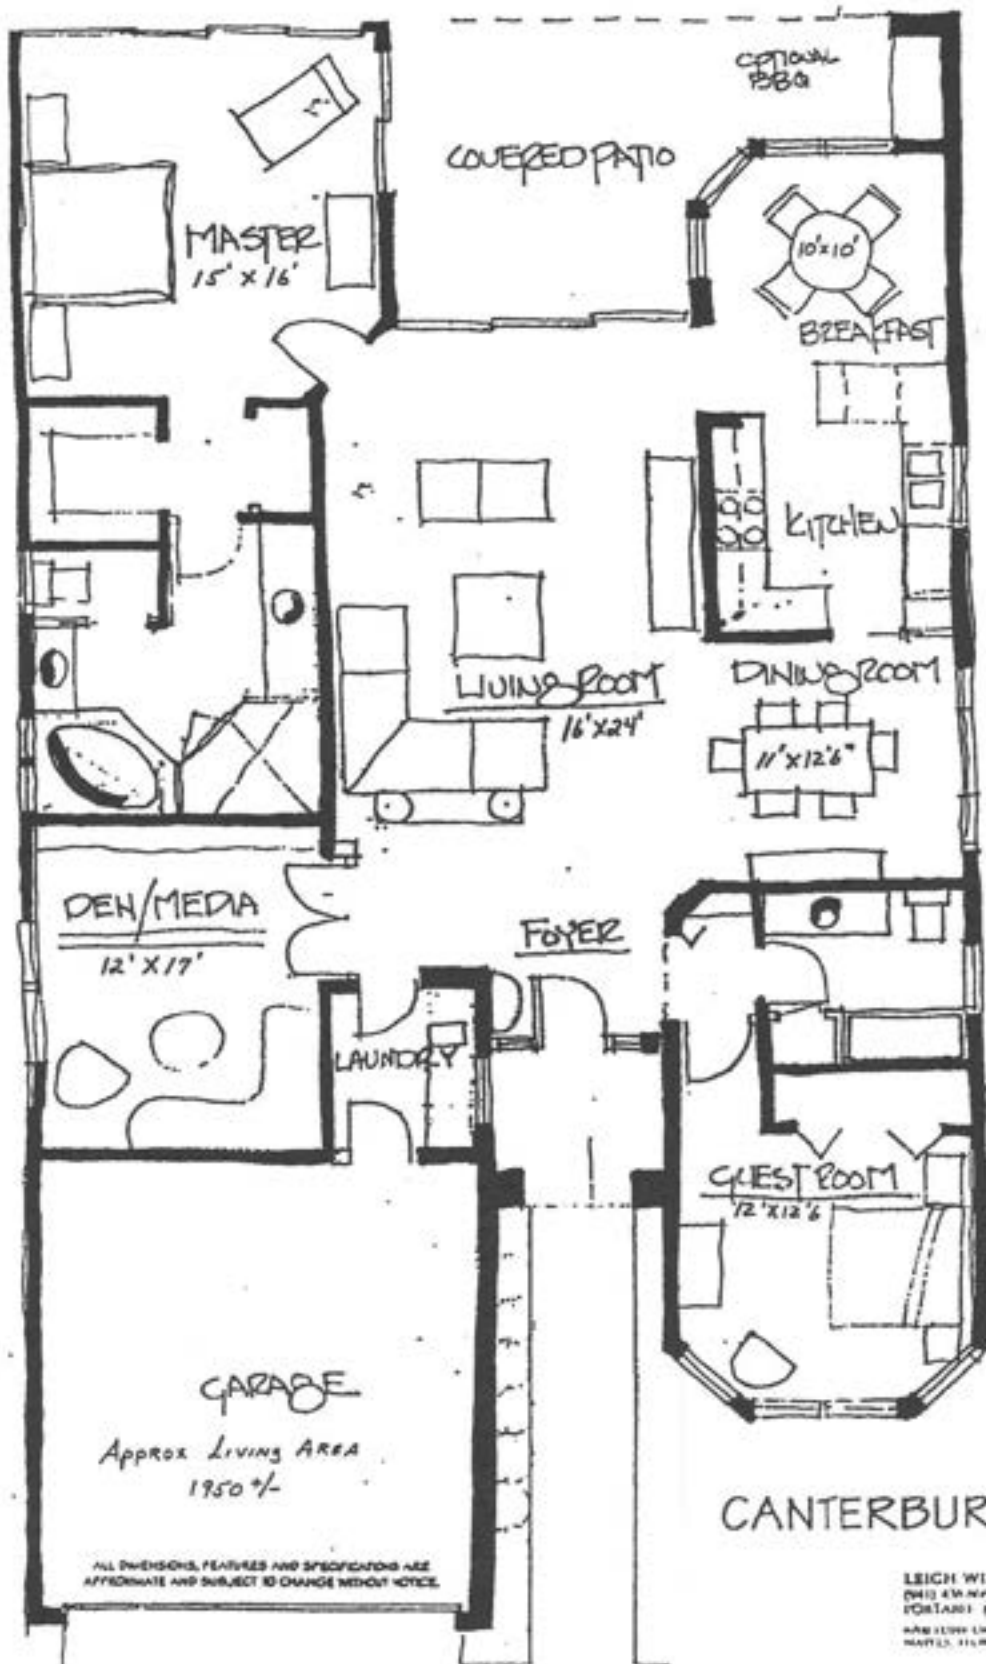 OPTIONAL
BBQ
COVERED PATIO
MASTER
15' X 16'
10'x10'
BREAKFAST
KITCHEN
LIVING ROOM
16'X24'
DINING ROOM
11'X12'6"
DEN/MEDIA
12' X 17'
FOYER
LAUNDRY
GUEST ROOM
12'X12'6
GARAGE
APPROX LIVING AREA
1950 +/-
CANTERBUR
ALL DIMENSIONS, FEATURES AND SPECIFICATIONS ARE
APPROXIMATE AND SUBJECT TO CHANGE WITHOUT NOTICE.
LEIGH WI